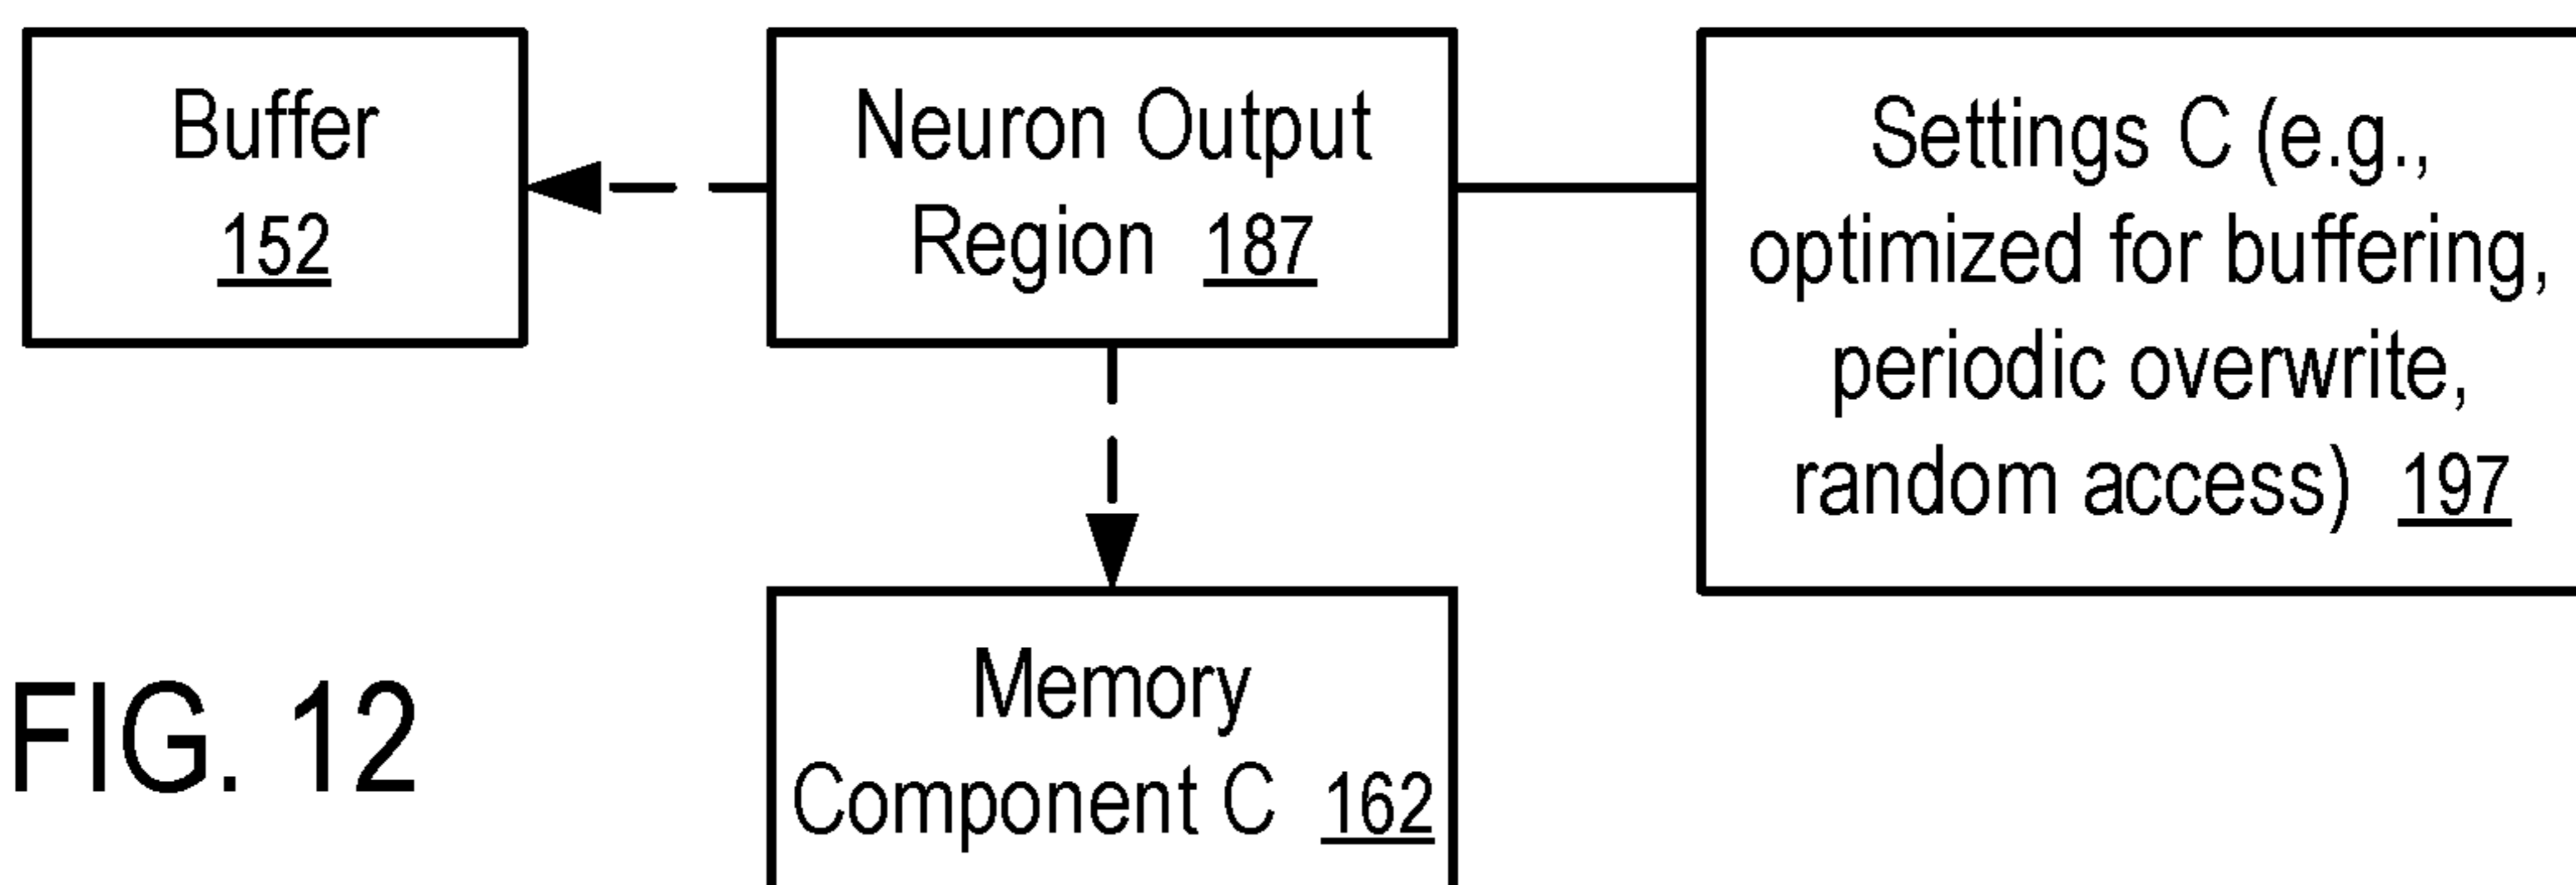 Buffer
152
Neuron Output
Region 187
Settings C (e.g.,
optimized for buffering,
periodic overwrite,
random access) 197
Memory
Component C 162
FIG. 12